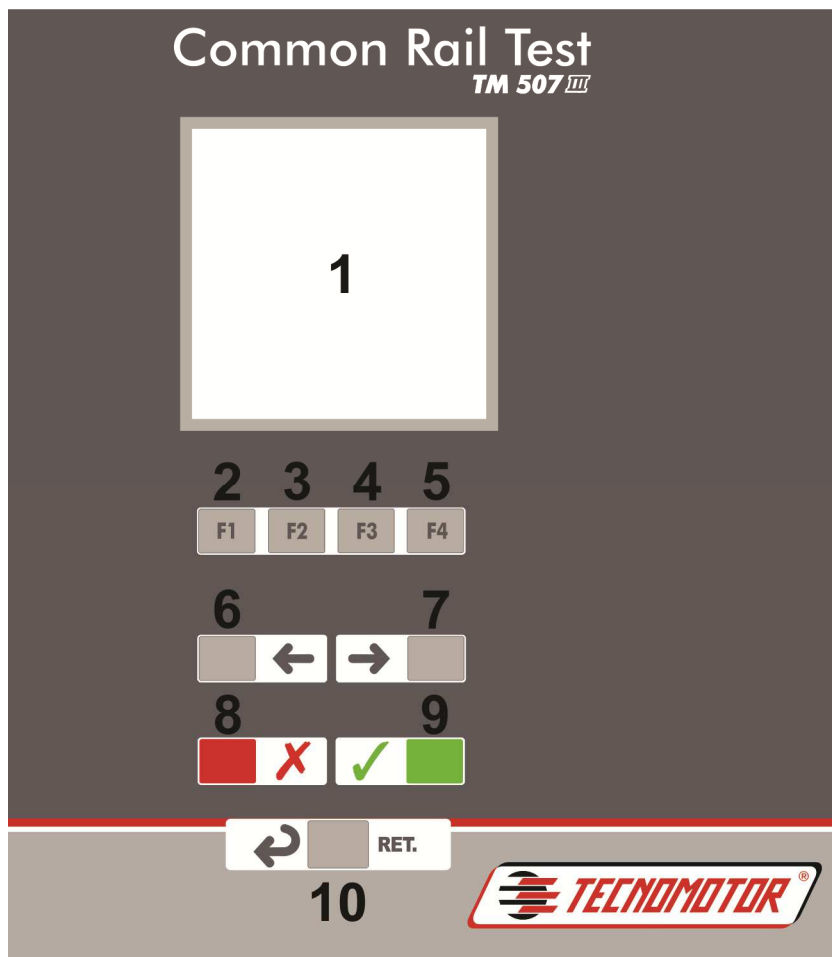 Common Rail Test
TM 507 III
1
2 3 4 5
F1 F2 F3 F4
6 7
← →
8 9
✗ ✓
RET.
10
TECNOMOTOR ®